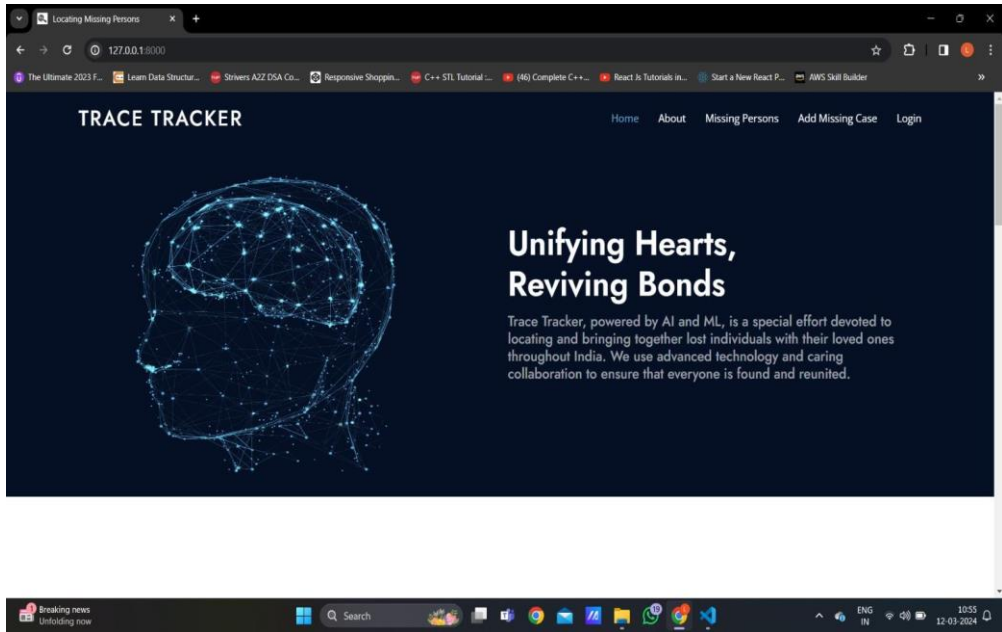 Locating Missing Persons
127.0.0.1:8000
The Ultimate 2023 F...
Learn Data Structur...
Strivers A2Z DSA Co...
Responsive Shoppin...
C++ STL Tutorial :...
(46) Complete C++...
React Js Tutorials in...
Start a New React P...
AWS Skill Builder
TRACE TRACKER
Home About Missing Persons Add Missing Case Login
Unifying Hearts,
Reviving Bonds
Trace Tracker, powered by AI and ML, is a special effort devoted to
locating and bringing together lost individuals with their loved ones
throughout India. We use advanced technology and caring
collaboration to ensure that everyone is found and reunited.
Breaking news
Unfolding now
Search
ENG
IN
10:55
12-03-2024